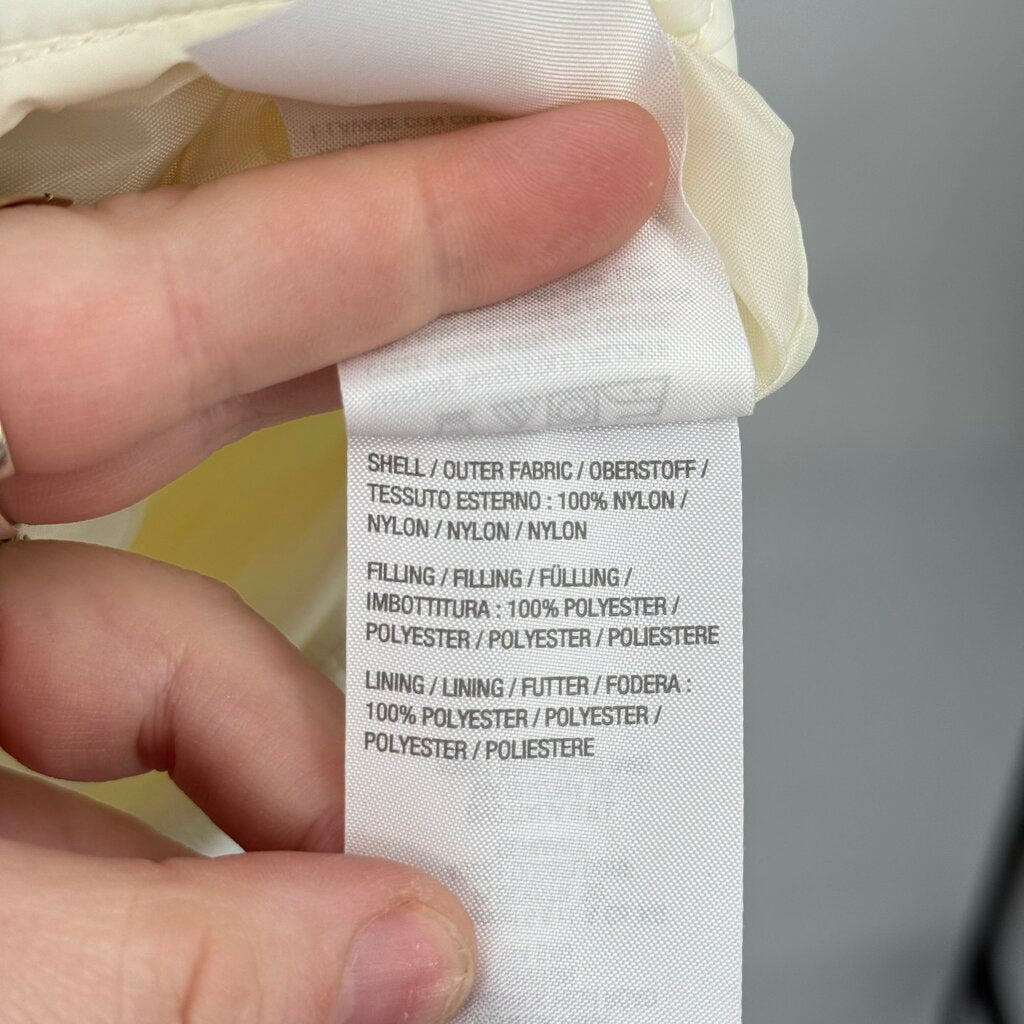 SHELL / OUTER FABRIC / OBERSTOFF /
TESSUTO ESTERNO : 100% NYLON /
NYLON / NYLON / NYLON
FILLING / FILLING / FÜLLUNG /
IMBOTTITURA : 100% POLYESTER /
POLYESTER / POLYESTER / POLIESTERE
LINING / LINING / FUTTER / FODERA :
100% POLYESTER / POLYESTER /
POLYESTER / POLIESTERE